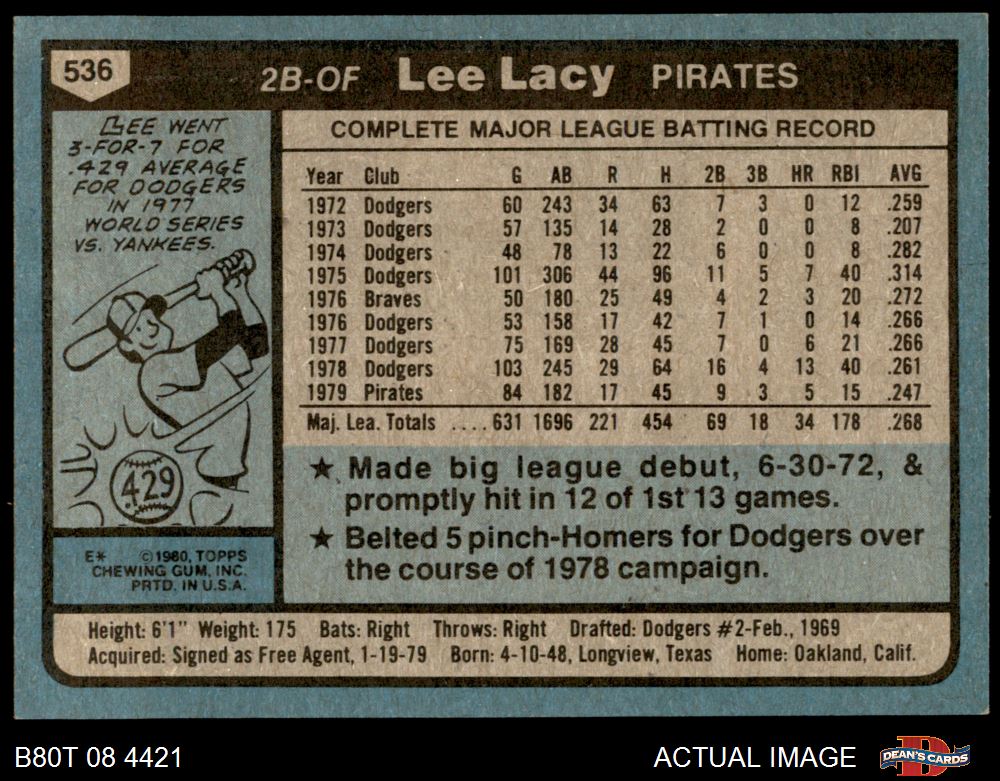 536
2B-OF Lee Lacy PIRATES
LEE WENT
3-FOR-7 FOR
.429 AVERAGE
FOR DODGERS
IN 1977
WORLD SERIES
VS. YANKEES.
.429
E* ©1980, TOPPS
CHEWING GUM, INC.
PRTD. IN U.S.A.
COMPLETE MAJOR LEAGUE BATTING RECORD
Year Club G AB R H 2B 3B HR RBI AVG
1972 Dodgers 60 243 34 63 7 3 0 12 .259
1973 Dodgers 57 135 14 28 2 0 0 8 .207
1974 Dodgers 48 78 13 22 6 0 0 8 .282
1975 Dodgers 101 306 44 96 11 5 7 40 .314
1976 Braves 50 180 25 49 4 2 3 20 .272
1976 Dodgers 53 158 17 42 7 1 0 14 .266
1977 Dodgers 75 169 28 45 7 0 6 21 .266
1978 Dodgers 103 245 29 64 16 4 13 40 .261
1979 Pirates 84 182 17 45 9 3 5 15 .247
Maj. Lea. Totals ....631 1696 221 454 69 18 34 178 .268
★ Made big league debut, 6-30-72, &
promptly hit in 12 of 1st 13 games.
★ Belted 5 pinch-Homers for Dodgers over
the course of 1978 campaign.
Height: 6'1" Weight: 175 Bats: Right Throws: Right Drafted: Dodgers #2-Feb., 1969
Acquired: Signed as Free Agent, 1-19-79 Born: 4-10-48, Longview, Texas Home: Oakland, Calif.
B80T 08 4421
ACTUAL IMAGE
D
DEAN'S CARDS